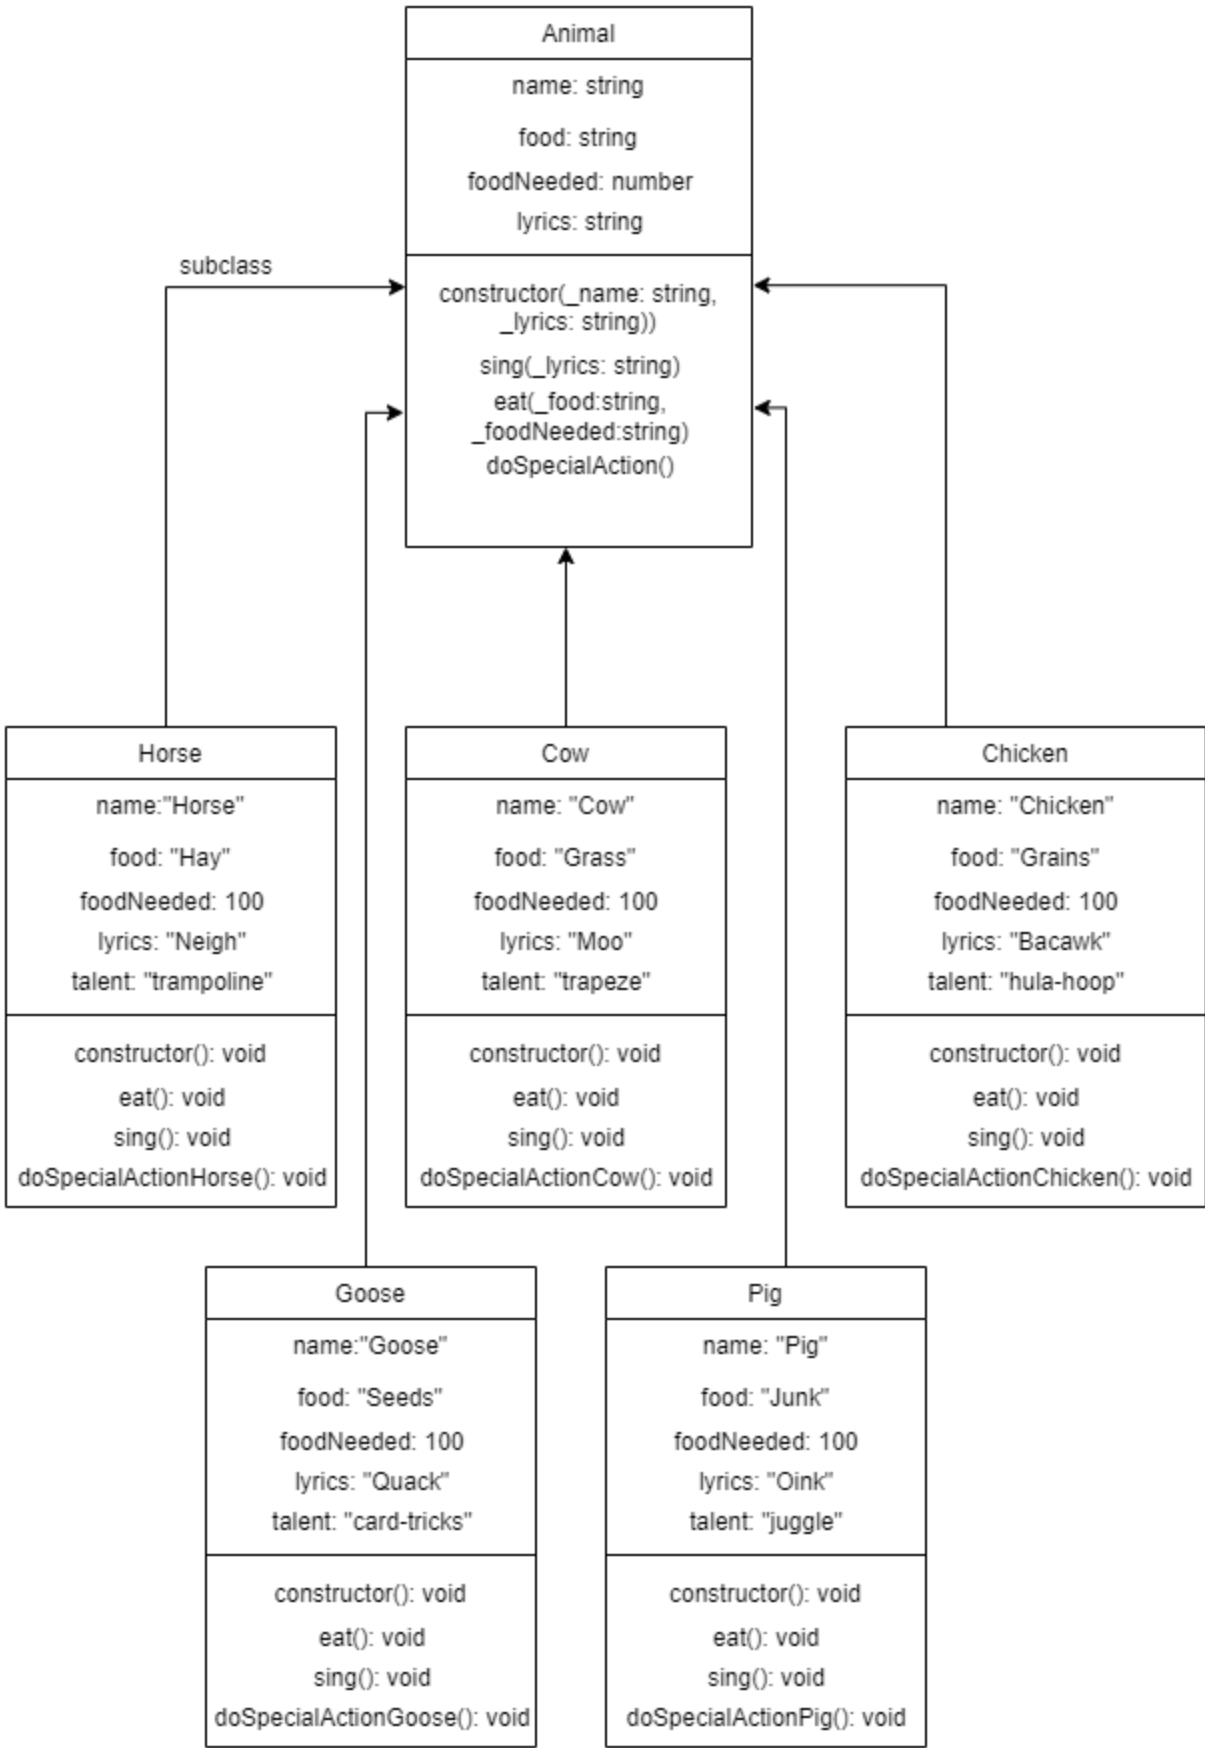 Animal
name: string
food: string
foodNeeded: number
lyrics: string
subclass
constructor(_name: string,
_lyrics: string))
sing(_lyrics: string)
eat(_food:string,
_foodNeeded:string)
doSpecialAction()
Horse
name:"Horse"
food: "Hay"
foodNeeded: 100
lyrics: "Neigh"
talent: "trampoline"
constructor(): void
eat(): void
sing(): void
doSpecialActionHorse(): void
Cow
name: "Cow"
food: "Grass"
foodNeeded: 100
lyrics: "Moo"
talent: "trapeze"
constructor(): void
eat(): void
sing(): void
doSpecialActionCow(): void
Chicken
name: "Chicken"
food: "Grains"
foodNeeded: 100
lyrics: "Bacawk"
talent: "hula-hoop"
constructor(): void
eat(): void
sing(): void
doSpecialActionChicken(): void
Goose
name:"Goose"
food: "Seeds"
foodNeeded: 100
lyrics: "Quack"
talent: "card-tricks"
constructor(): void
eat(): void
sing(): void
doSpecialActionGoose(): void
Pig
name: "Pig"
food: "Junk"
foodNeeded: 100
lyrics: "Oink"
talent: "juggle"
constructor(): void
eat(): void
sing(): void
doSpecialActionPig(): void